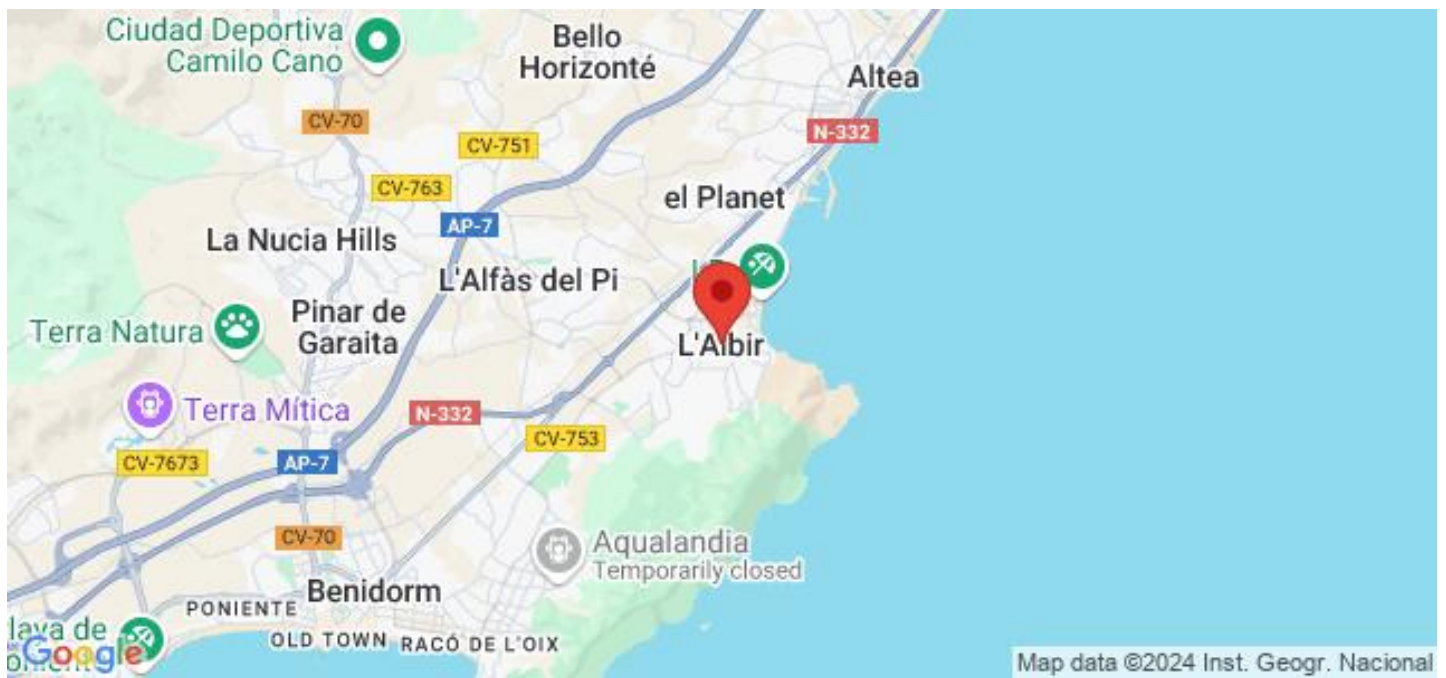 Ciudad Deportiva
Camilo Cano
Bello
Horizonté
Altea
CV-70
N-332
CV-751
CV-763
el Planet
AP-7
La Nucia Hills
L'Alfàs del Pi
Pinar de
Garaita
Terra Natura
L'Albir
Terra Mítica
N-332
CV-753
CV-7673
AP-7
CV-70
Aqualandia
Temporarily closed
Benidorm
PONIENTE
OLD TOWN
RACÓ DE L'OIX
laya de
Google
Map data ©2024 Inst. Geogr. Nacional